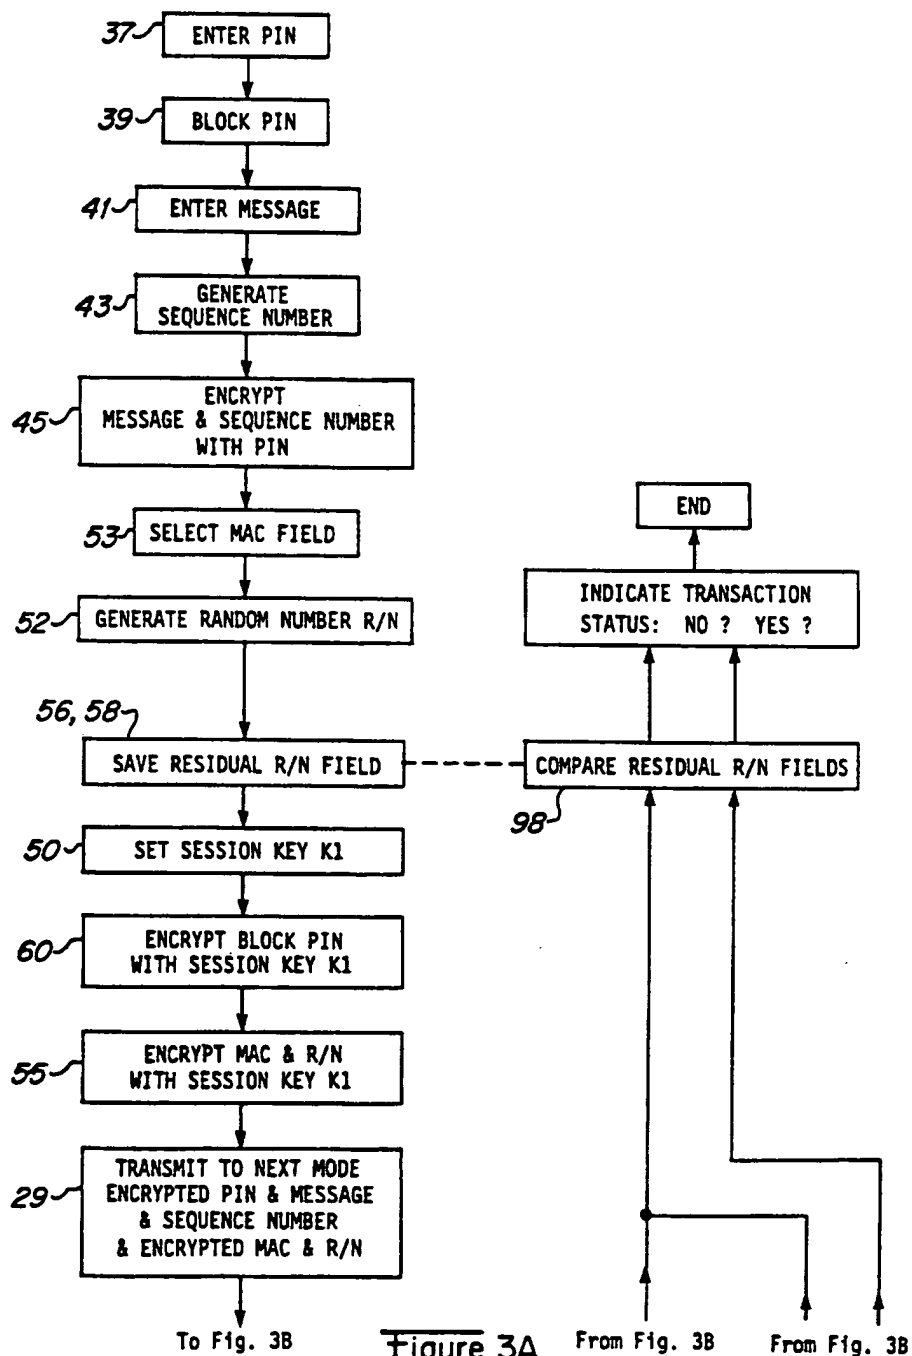 37
ENTER PIN
39
BLOCK PIN
41
ENTER MESSAGE
43
GENERATE
SEQUENCE NUMBER
45
ENCRYPT
MESSAGE & SEQUENCE NUMBER
WITH PIN
53
SELECT MAC FIELD
52
GENERATE RANDOM NUMBER R/N
56, 58
SAVE RESIDUAL R/N FIELD
50
SET SESSION KEY K1
60
ENCRYPT BLOCK PIN
WITH SESSION KEY K1
55
ENCRYPT MAC & R/N
WITH SESSION KEY K1
29
TRANSMIT TO NEXT MODE
ENCRYPTED PIN & MESSAGE
& SEQUENCE NUMBER
& ENCRYPTED MAC & R/N
To Fig. 3B
END
INDICATE TRANSACTION
STATUS: NO ? YES ?
COMPARE RESIDUAL R/N FIELDS
98
From Fig. 3B
From Fig. 3B
Figure 3A